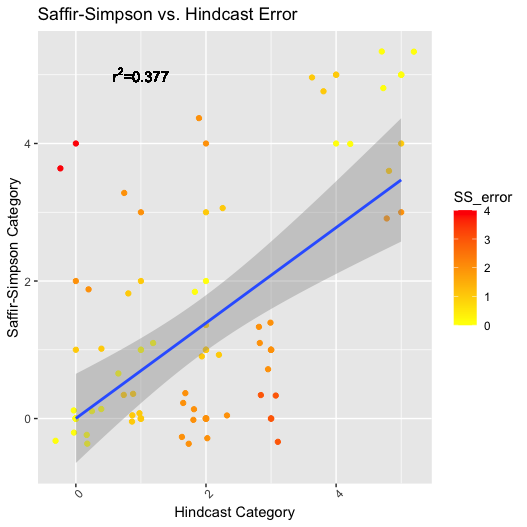 Saffir-Simpson vs. Hindcast Error
r²=0.377
4
2
0
Saffir-Simpson Category
0
2
4
Hindcast Category
SS_error
4
3
2
1
0